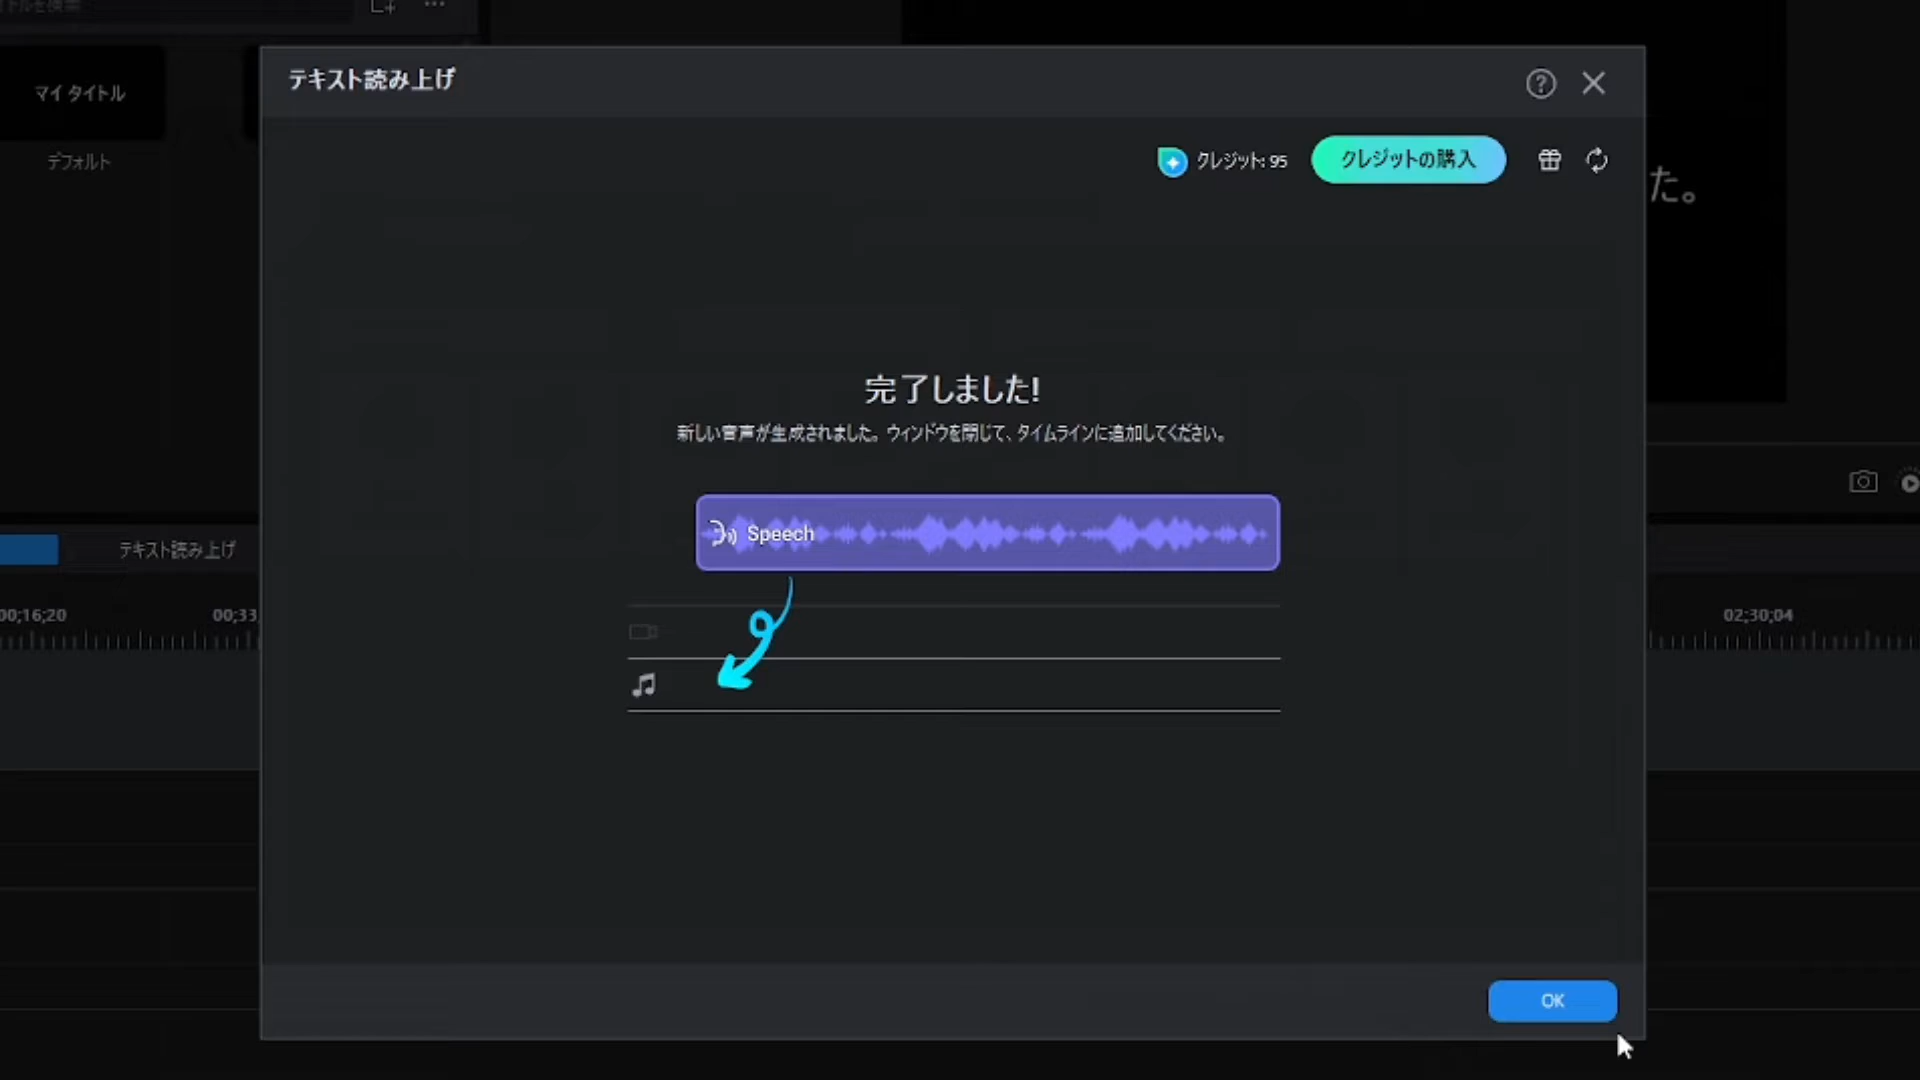 テキスト読み上げ
マイ タイトル
デフォルト
クレジット: 95
クレジットの購入
た。
完了しました!
新しい音声が生成されました。ウィンドウを閉じて、タイムラインに追加してください。
Speech
テキスト読み上げ
00;16;20
00;33
02;30;04
OK